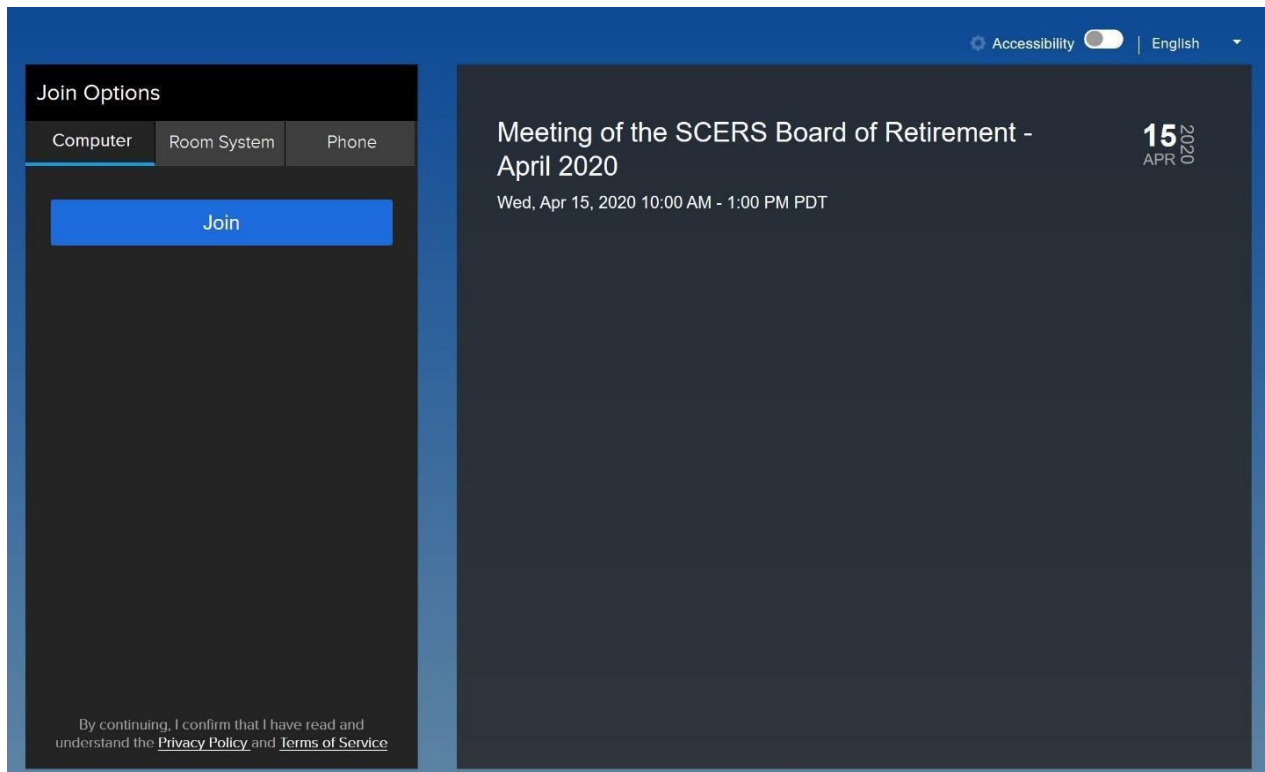 Accessibility | English
Join Options
Computer Room System Phone
Join
By continuing, I confirm that I have read and
understand the Privacy Policy and Terms of Service
Meeting of the SCERS Board of Retirement -
April 2020
Wed, Apr 15, 2020 10:00 AM - 1:00 PM PDT
15
APR
2020